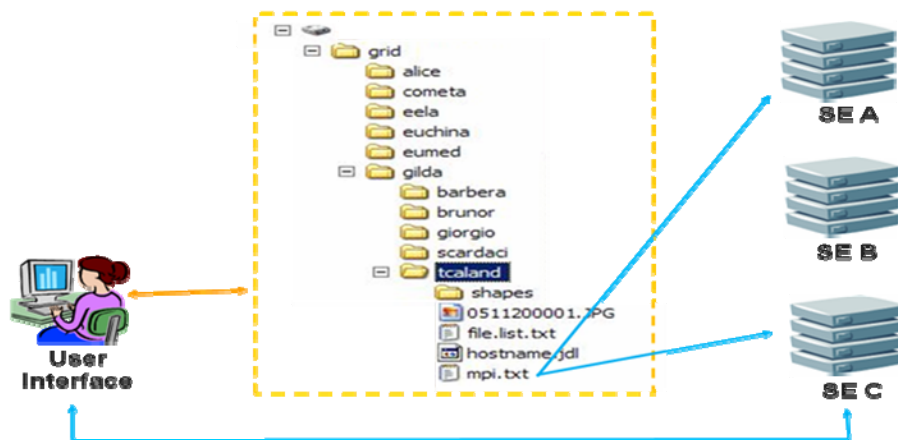 grid
alice
cometa
eela
euchina
eumed
gilda
barbera
brunor
giorgio
scardaci
tcaland
shapes
0511200001.JPG
file.list.txt
hostname.jdl
mpi.txt
User
Interface
SE A
SE B
SE C